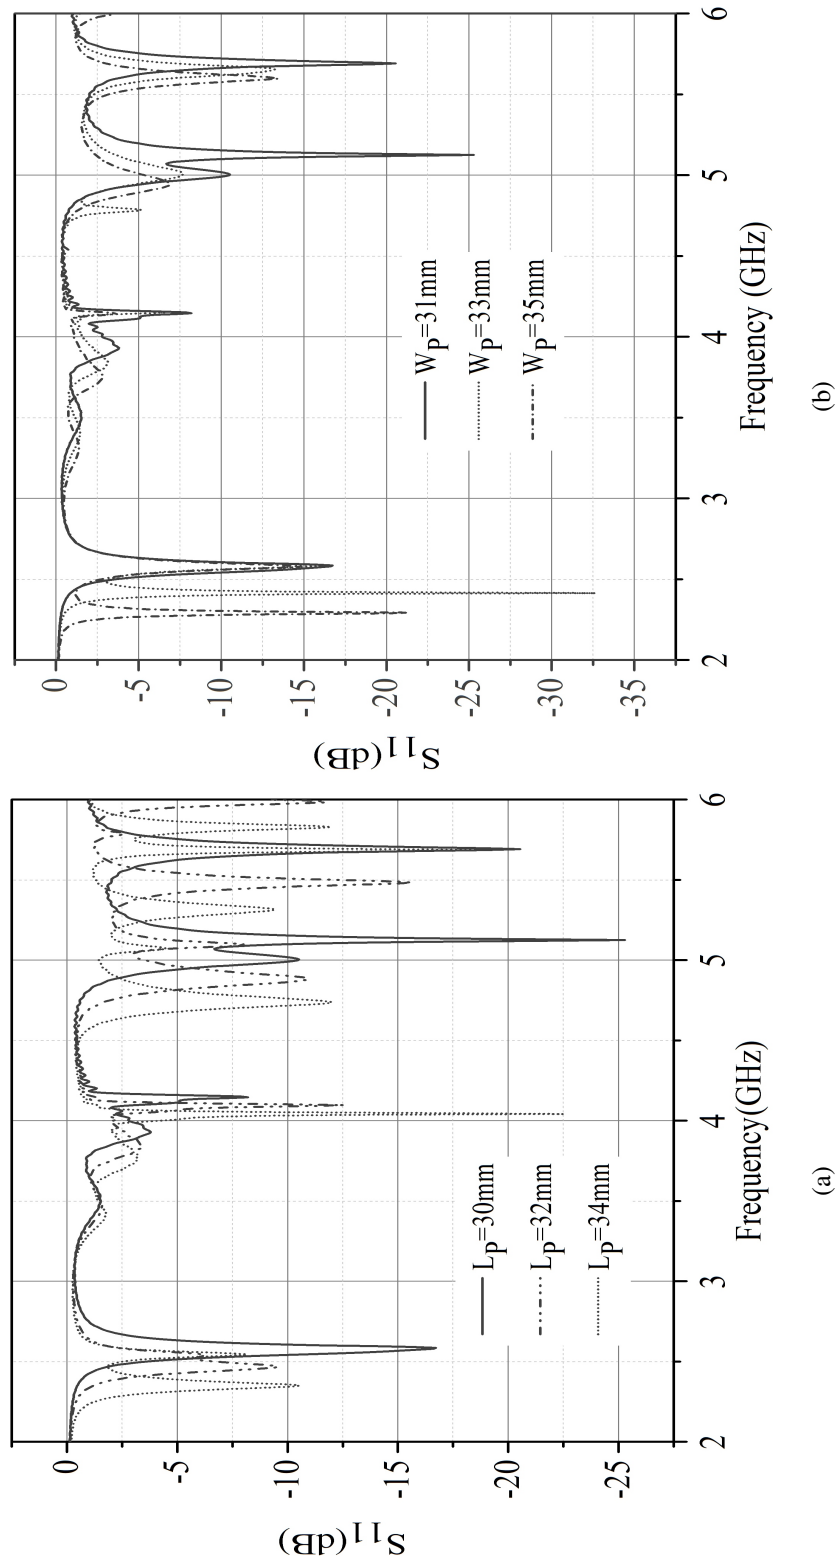 0
-5
-10
-15
-20
-25
S11(dB)
2
3
4
5
6
Frequency(GHz)
Lp=30mm
Lp=32mm
Lp=34mm
(a)
0
-5
-10
-15
-20
-25
-30
-35
S11(dB)
2
3
4
5
6
Frequency (GHz)
Wp=31mm
Wp=33mm
Wp=35mm
(b)